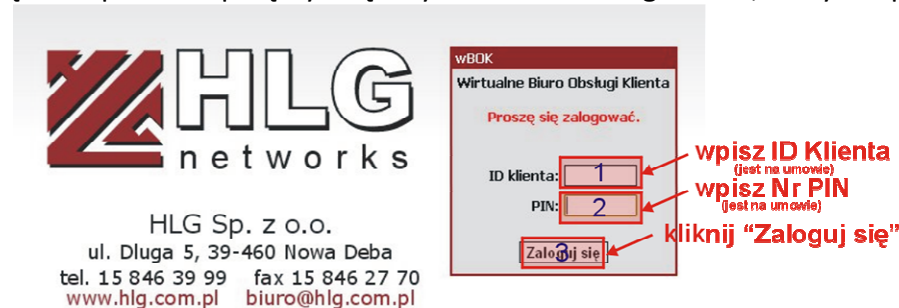 HLG
networks
HLG Sp. z o.o.
ul. Dluga 5, 39-460 Nowa Deba
tel. 15 846 39 99 fax 15 846 27 70
www.hlg.com.pl biuro@hlg.com.pl
wBOK
Wirtualne Biuro Obsługi Klienta
Proszę się zalogować.
ID klienta: 1
wpisz ID Klienta
(jest na umowie)
PIN: 2
wpisz Nr PIN
(jest na umowie)
Zaloguj się
3
kliknij “Zaloguj się”